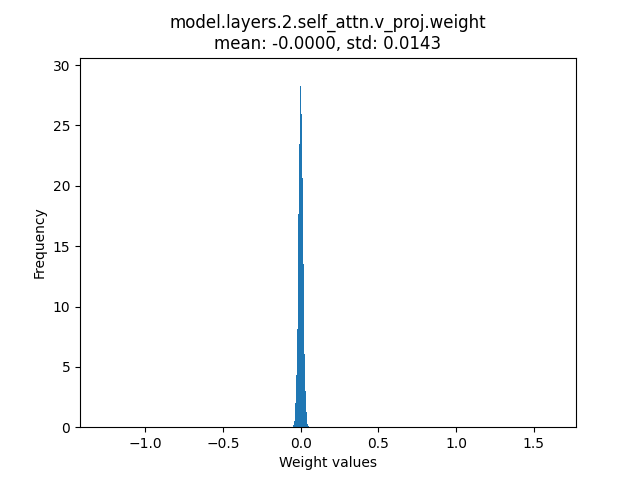 model.layers.2.self_attn.v_proj.weight
mean: -0.0000, std: 0.0143
30
25
20
15
10
5
0
Frequency
−1.0 −0.5 0.0 0.5 1.0 1.5
Weight values